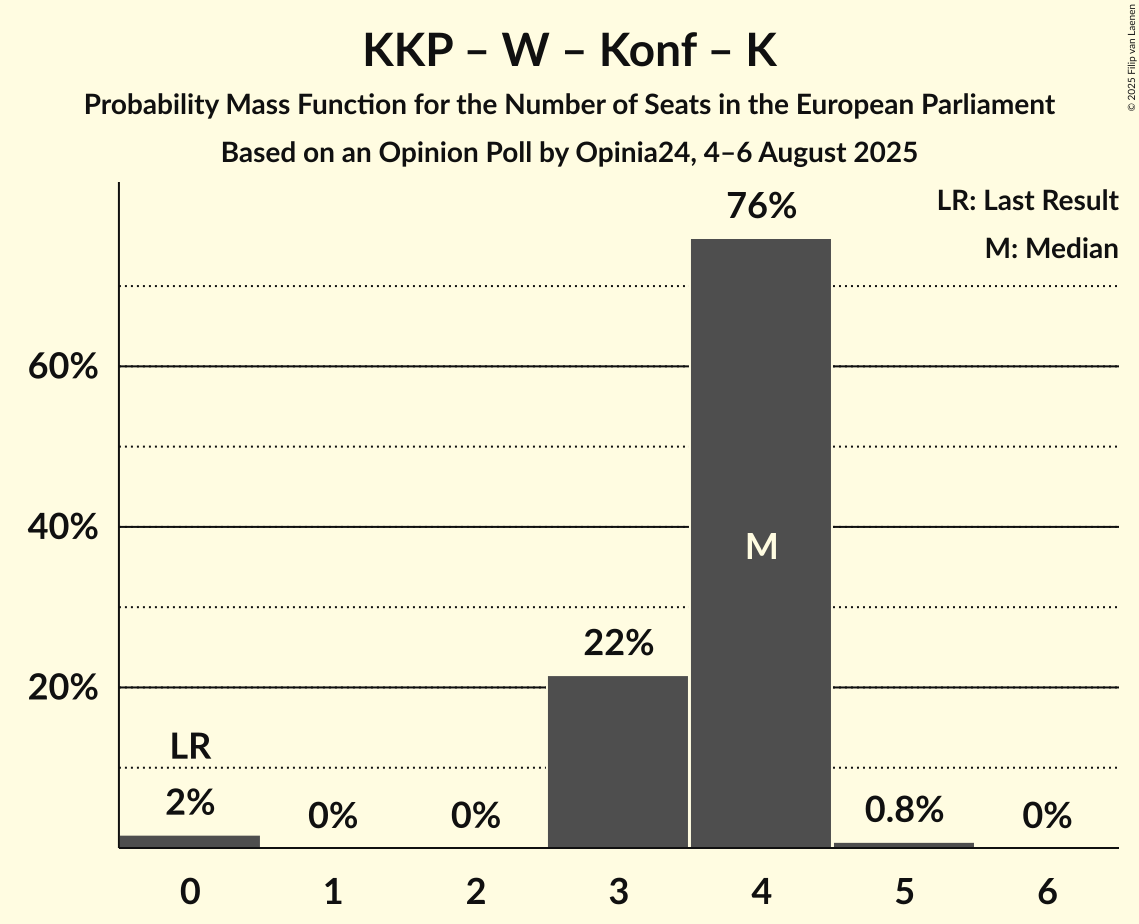 KKP – W – Konf – K
Probability Mass Function for the Number of Seats in the European Parliament
Based on an Opinion Poll by Opinia24, 4–6 August 2025
© 2025 Filip van Laenen
LR: Last Result
M: Median
76%
60%
40%
M
22%
20%
LR
2%
0%
0%
0.8%
0%
0
1
2
3
4
5
6